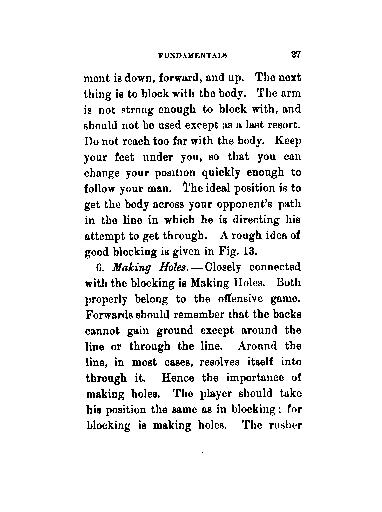 FUNDAMENTALS 37
ment is down, forward, and up. The next
thing is to block with the body. The arm
is not strong enough to block with, and
should not be used except as a last resort.
Do not reach too far with the body. Keep
your feet under you, so that you can
change your position quickly enough to
follow your man. The ideal position is to
get the body across your opponent's path
in the line in which he is directing his
attempt to get through. A rough idea of
good blocking is given in Fig. 13.
6. Making Holes.—Closely connected
with the blocking is Making Holes. Both
properly belong to the offensive game.
Forwards should remember that the backs
cannot gain ground except around the
line or through the line. Around the
line, in most cases, resolves itself into
through it. Hence the importance of
making holes. The player should take
his position the same as in blocking; for
blocking is making holes. The rusher